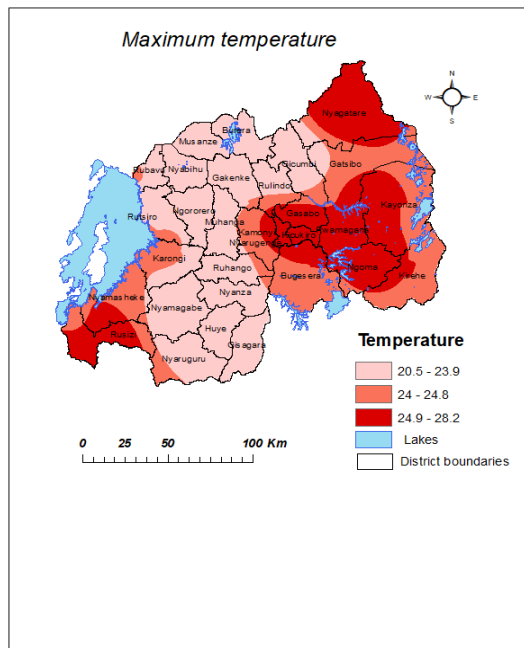 Maximum temperature
N
W E
S
Nyagatare
Burera
Musanze
Gicumbi
Gatsibo
Rubavu
Nyabihu
Gakenke
Rulindo
Kayonza
Rutsiro
Ngororero
Muhanga
Gasabo
Kamonyi
Rwamagana
Nyarugenge
Karongi
Ruhango
Ngoma
Bugesera
Kirehe
Nyamasheke
Nyanza
Nyamagabe
Rusizi
Huye
Gisagara
Nyaruguru
Temperature
20.5 - 23.9
24 - 24.8
24.9 - 28.2
Lakes
District boundaries
0 25 50 100 Km